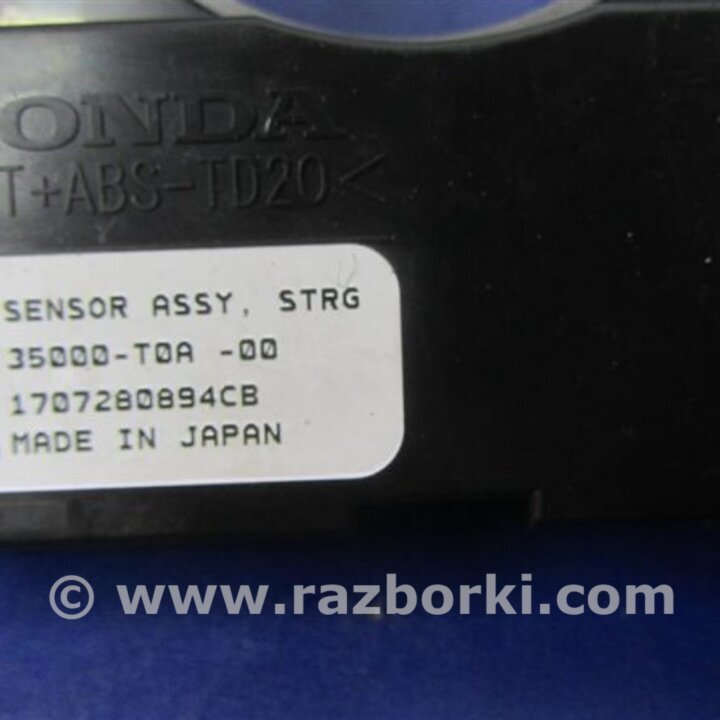 ONDA
T+ABS-TD20<
SENSOR ASSY, STRG
35000-T0A -00
1707280894CB
MADE IN JAPAN
© www.razborki.com